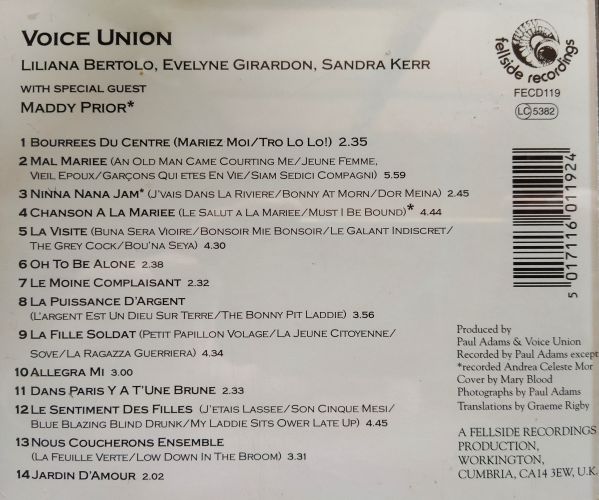 VOICE UNION
LILIANA BERTOLO, EVELYNE GIRARDON, SANDRA KERR
WITH SPECIAL GUEST
MADDY PRIOR*
fellside recordings
FECD119
LC 5382
1 BOURREES DU CENTRE (MARIEZ MOI/TRO LO LO!) 2.35
2 MAL MARIEE (AN OLD MAN CAME COURTING ME/JEUNE FEMME,
VIEIL EPOUX/GARÇONS QUI ETES EN VIE/SIAM SEDICI COMPAGNI) 5.59
3 NINNA NANA JAM* (J'VAIS DANS LA RIVIERE/BONNY AT MORN/DOR MEINA) 2.45
4 CHANSON A LA MARIEE (LE SALUT A LA MARIEE/MUST I BE BOUND)* 4.44
5 LA VISITE (BUNA SERA VIOIRE/BONSOIR MIE BONSOIR/LE GALANT INDISCRET/
THE GREY COCK/BOU'NA SEYA) 4.30
6 OH TO BE ALONE 2.38
7 LE MOINE COMPLAISANT 2.32
8 LA PUISSANCE D'ARGENT
(L'ARGENT EST UN DIEU SUR TERRE/THE BONNY PIT LADDIE) 3.56
9 LA FILLE SOLDAT (PETIT PAPILLON VOLAGE/LA JEUNE CITOYENNE/
SOVE/LA RAGAZZA GUERRIERA) 4.34
10 ALLEGRA MI 3.00
11 DANS PARIS Y A T'UNE BRUNE 2.33
12 LE SENTIMENT DES FILLES (J'ETAIS LASSEE/SON CINQUE MESI/
BLUE BLAZING BLIND DRUNK/MY LADDIE SITS OWER LATE UP) 4.45
13 NOUS COUCHERONS ENSEMBLE
(LA FEUILLE VERTE/LOW DOWN IN THE BROOM) 3.31
14 JARDIN D'AMOUR 2.02
5 017116 011924
Produced by
Paul Adams & Voice Union
Recorded by Paul Adams except
*recorded Andrea Celeste Mor
Cover by Mary Blood
Photographs by Paul Adams
Translations by Graeme Rigby
A FELLSIDE RECORDINGS
PRODUCTION,
WORKINGTON,
CUMBRIA, CA14 3EW, U.K.